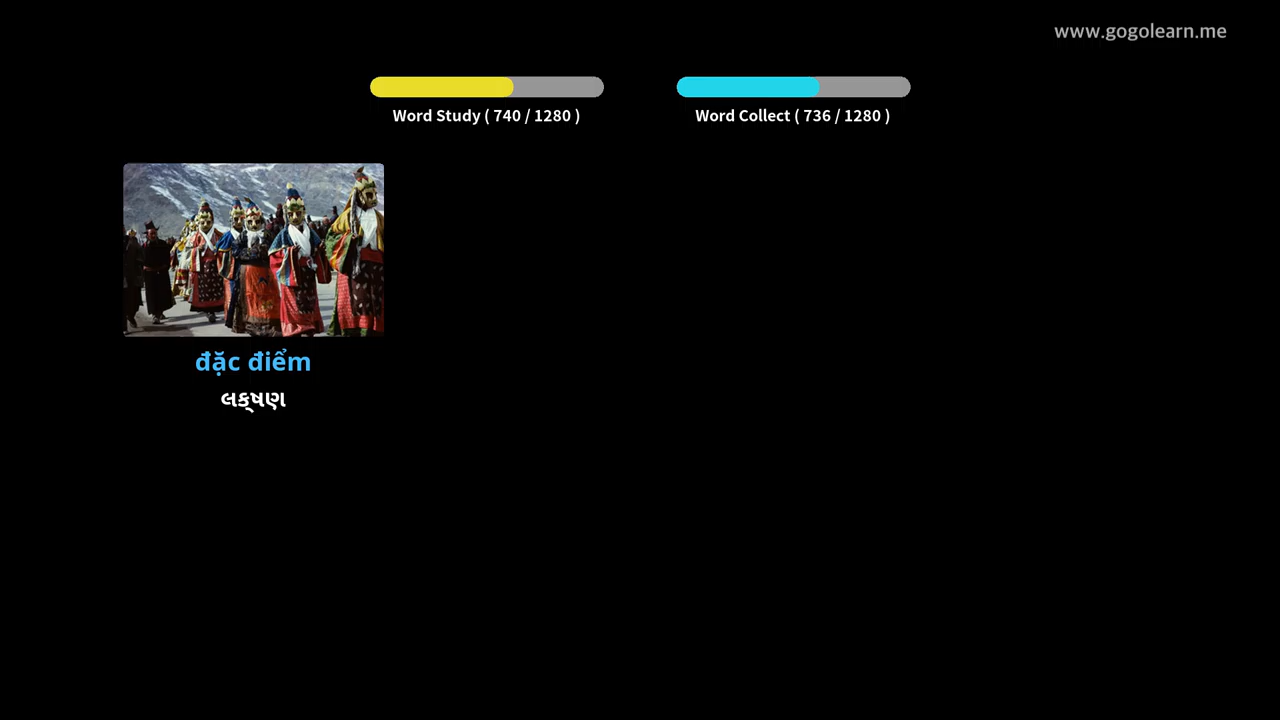 www.gogolearn.me
Word Study ( 740 / 1280 )
Word Collect ( 736 / 1280 )
đặc điểm
લક્ષણ